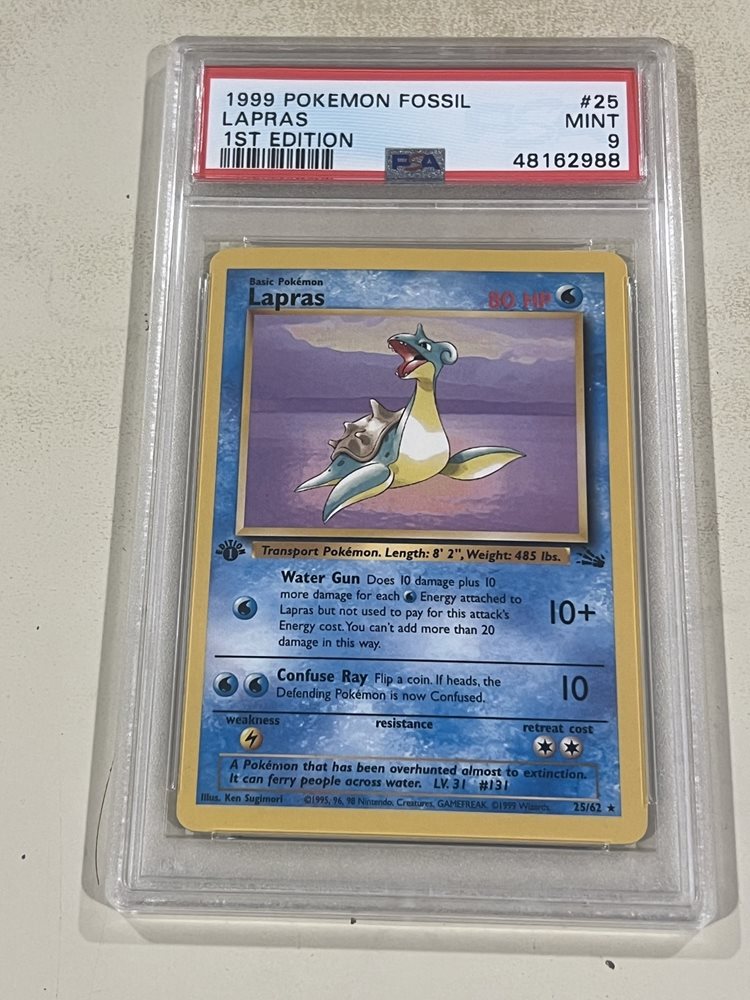 1999 POKEMON FOSSIL #25
LAPRAS MINT
1ST EDITION 9
PSA 48162988
Basic Pokémon
Lapras 80 HP
EDITION
1
Transport Pokémon. Length: 8' 2", Weight: 485 lbs.
Water Gun Does 10 damage plus 10
more damage for each Energy attached to
Lapras but not used to pay for this attack's
Energy cost. You can't add more than 20
damage in this way.
10+
Confuse Ray Flip a coin. If heads, the
Defending Pokémon is now Confused.
10
weakness resistance retreat cost
A Pokémon that has been overhunted almost to extinction.
It can ferry people across water. LV. 31 #131
Illus. Ken Sugimori ©1995, 96, 98 Nintendo, Creatures, GAMEFREAK. ©1999 Wizards. 25/62 ★